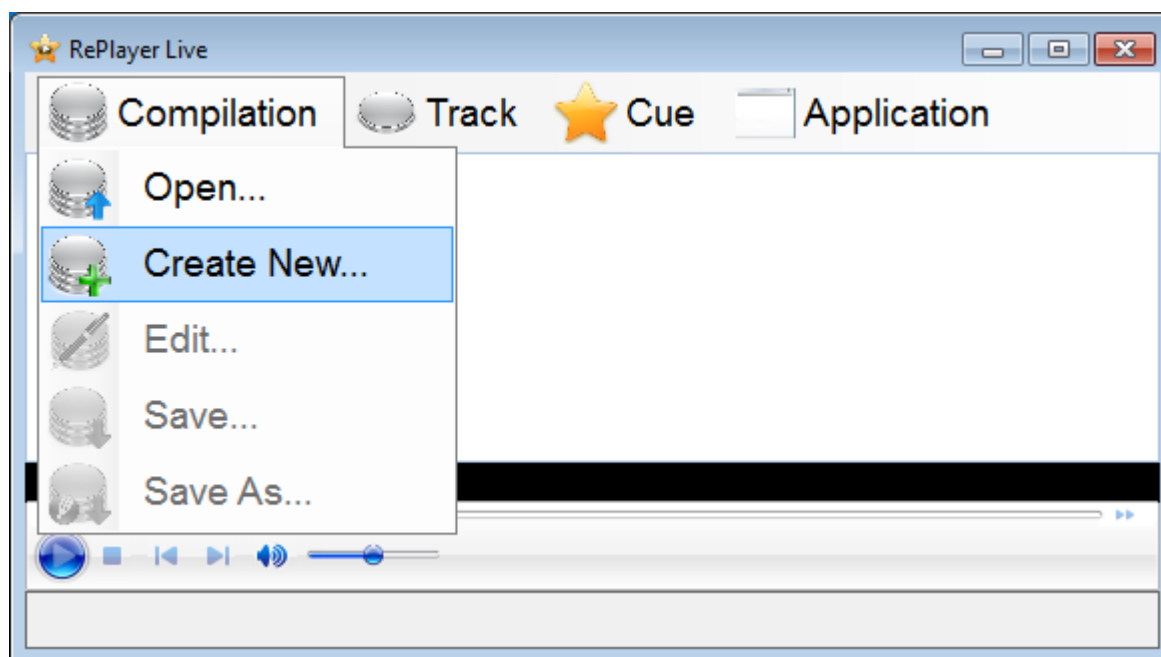 RePlayer Live
Compilation Track Cue Application
Open...
Create New...
Edit...
Save...
Save As...